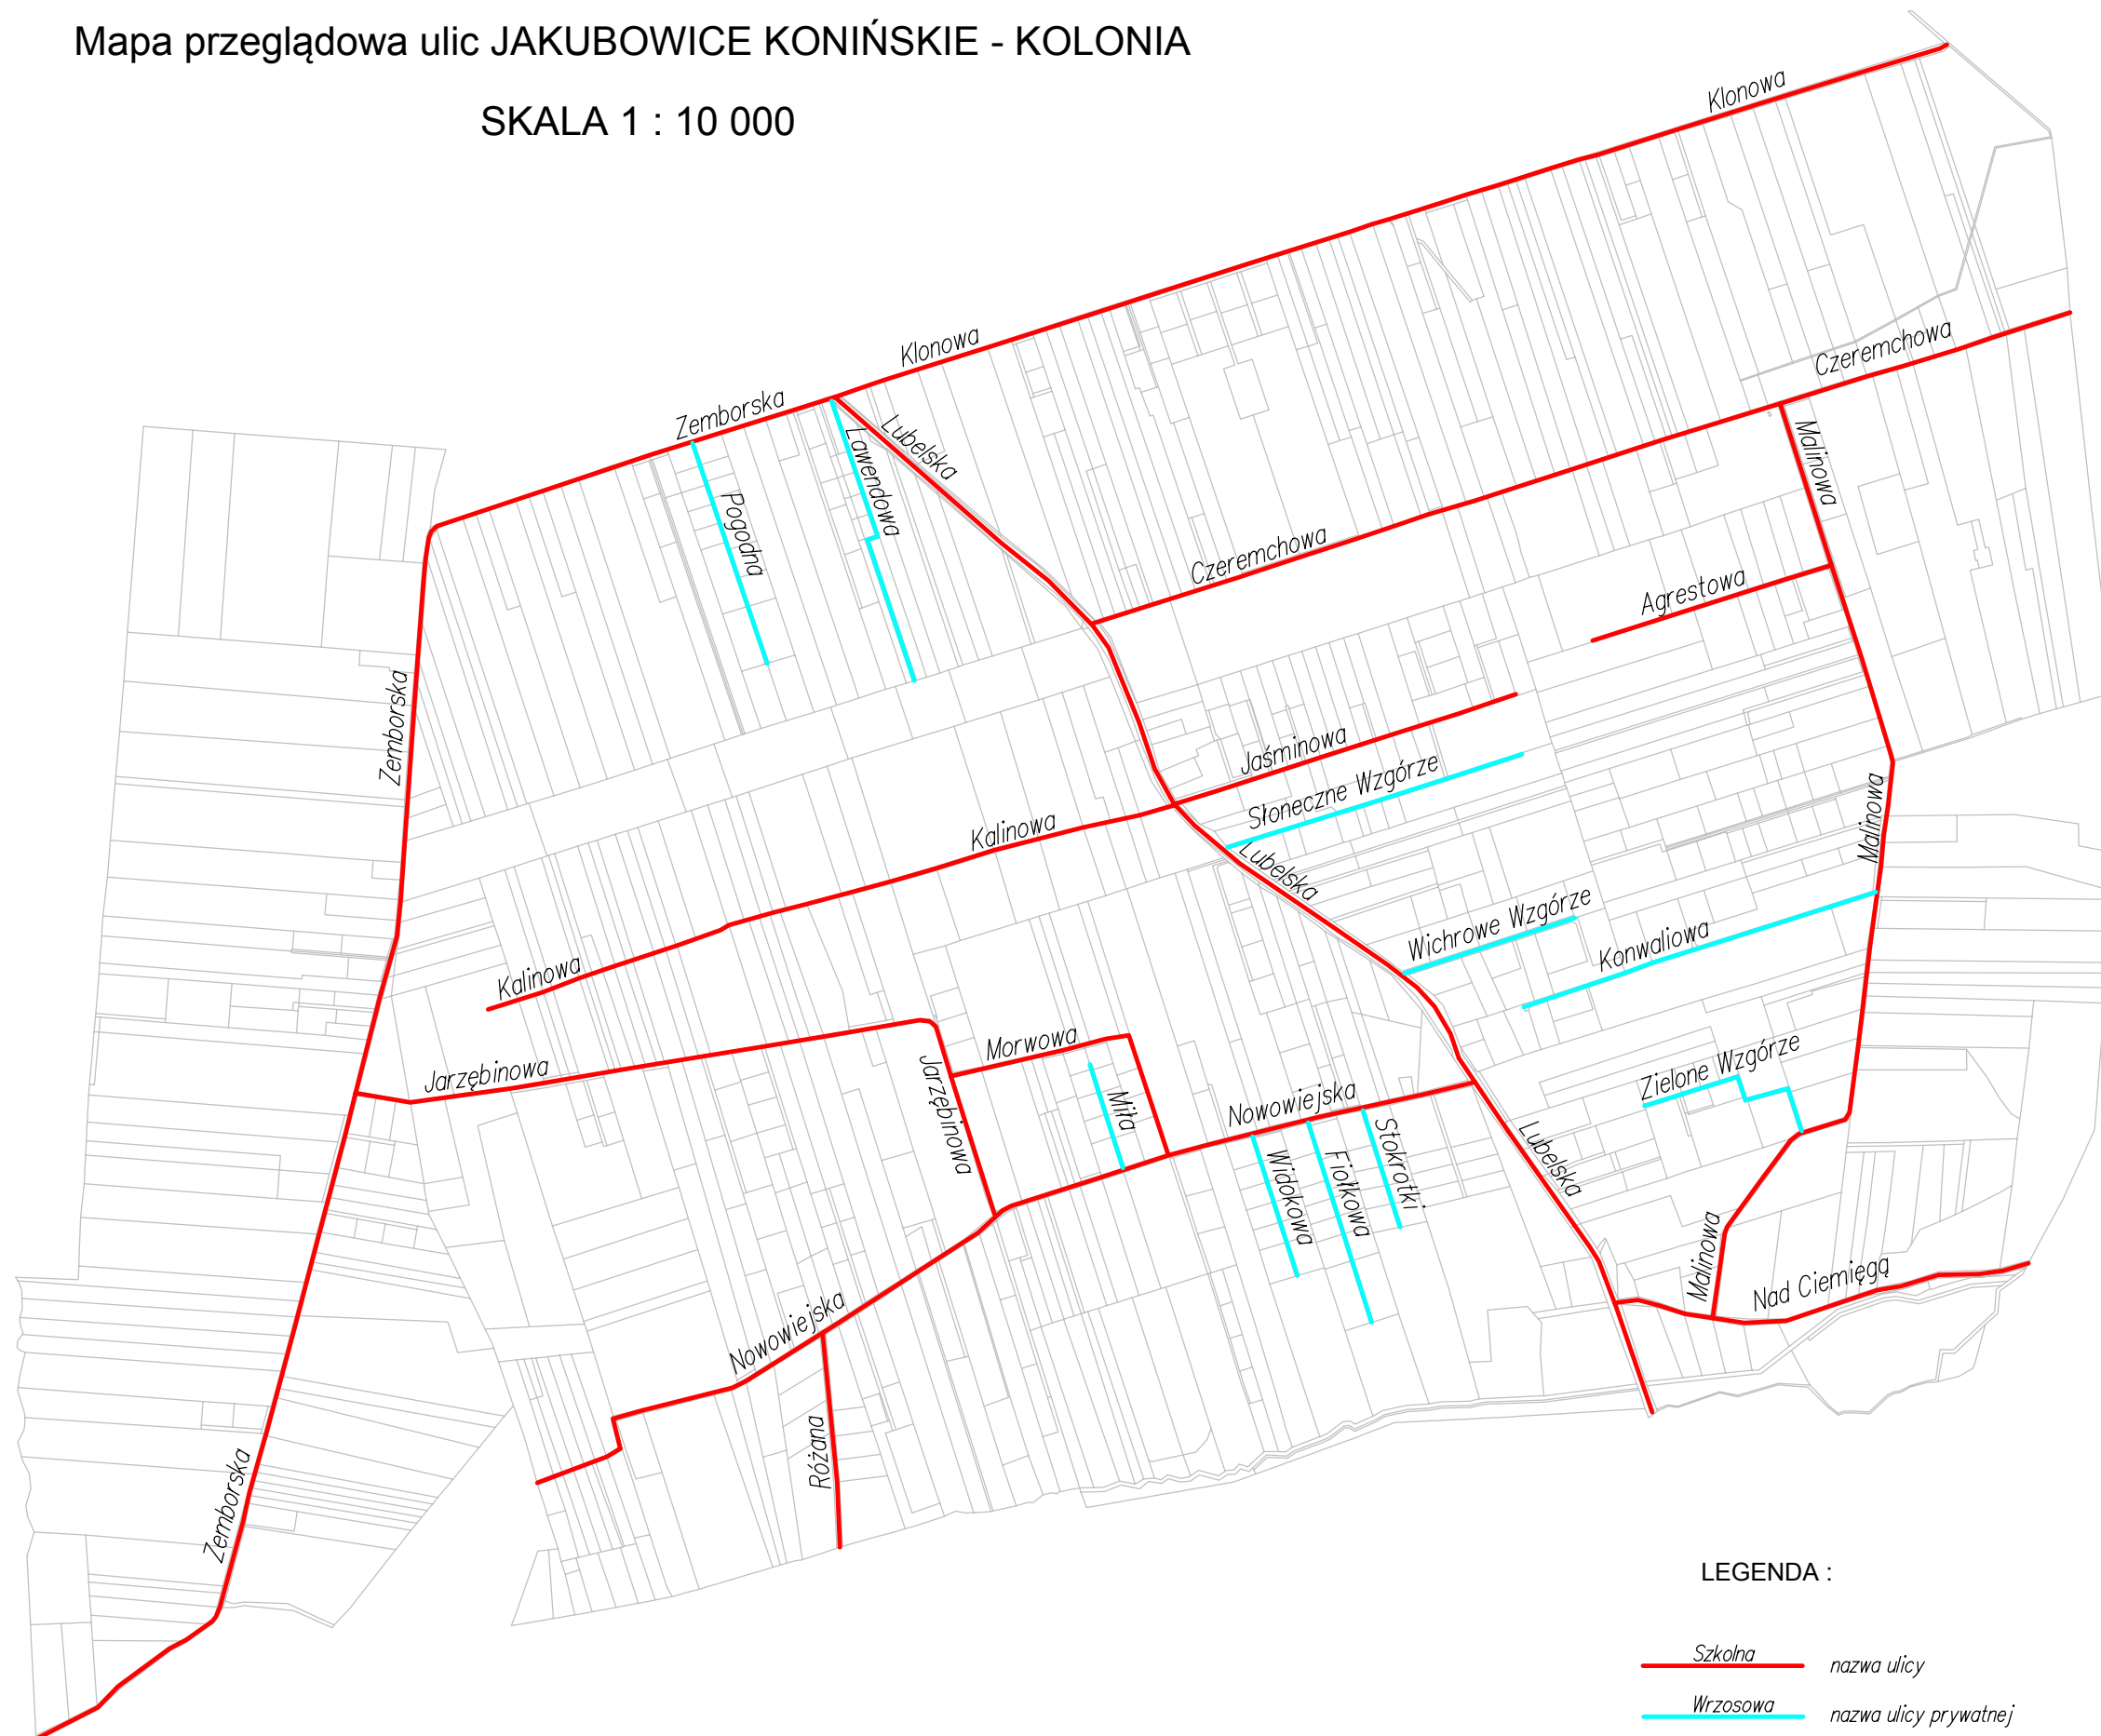 Mapa przeglądowa ulic JAKUBOWICE KONIŃSKIE - KOLONIA
SKALA 1 : 10 000
Klonowa
Klonowa
Czeremchowa
Zemborska
Lubelska
Lawendowa
Malinowa
Pogodna
Czeremchowa
Agrestowa
Zemborska
Jaśminowa
Słoneczne Wzgórze
Kalinowa
Malinowa
Lubelska
Wichrowe Wzgórze
Konwaliowa
Kalinowa
Morwowa
Zielone Wzgórze
Jarzębinowa
Jarzębinowa
Miła
Nowowiejska
Stokrotki
Lubelska
Widokowa
Fiołkowa
Malinowa
Nad Ciemięgą
Nowowiejska
Różana
Zemborska
LEGENDA :
Szkolna
nazwa ulicy
Wrzosowa
nazwa ulicy prywatnej